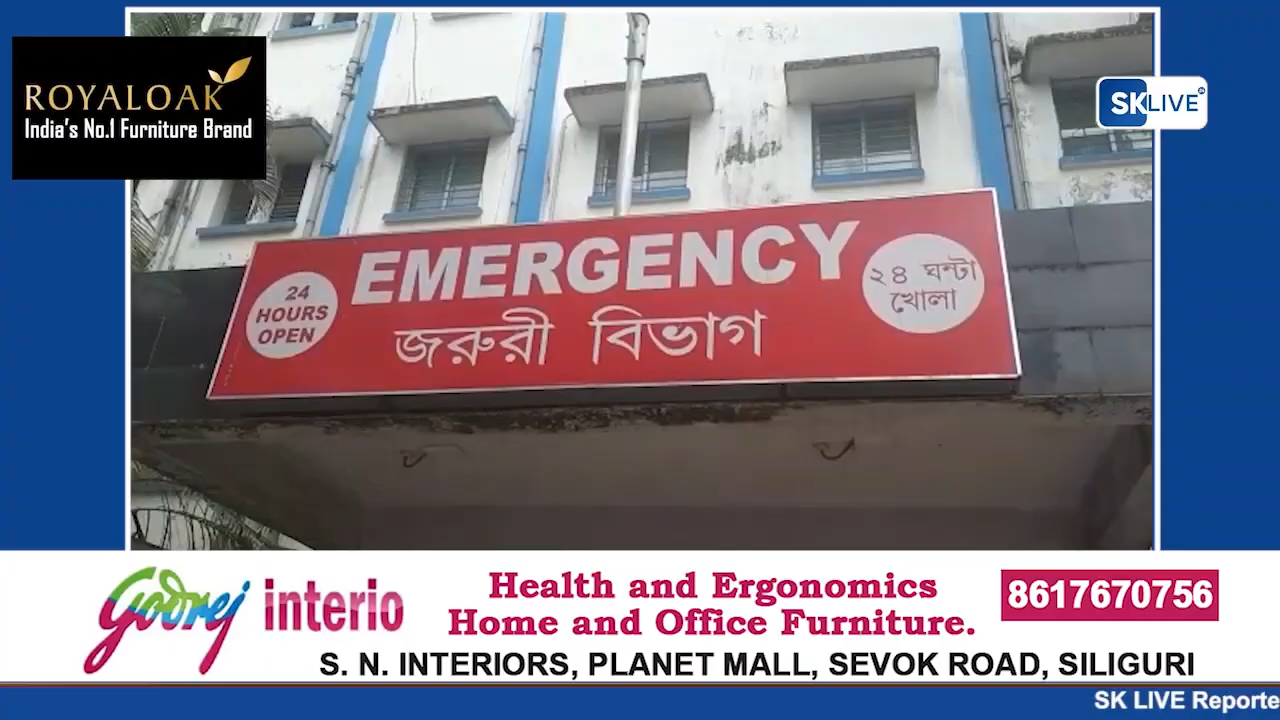 ROYALOAK
India's No.1 Furniture Brand
SKLIVE
24
HOURS
OPEN
EMERGENCY
জরুরী বিভাগ
২৪ ঘন্টা
খোলা
Godrej interio
Health and Ergonomics
Home and Office Furniture.
8617670756
S. N. INTERIORS, PLANET MALL, SEVOK ROAD, SILIGURI
SK LIVE Reporte